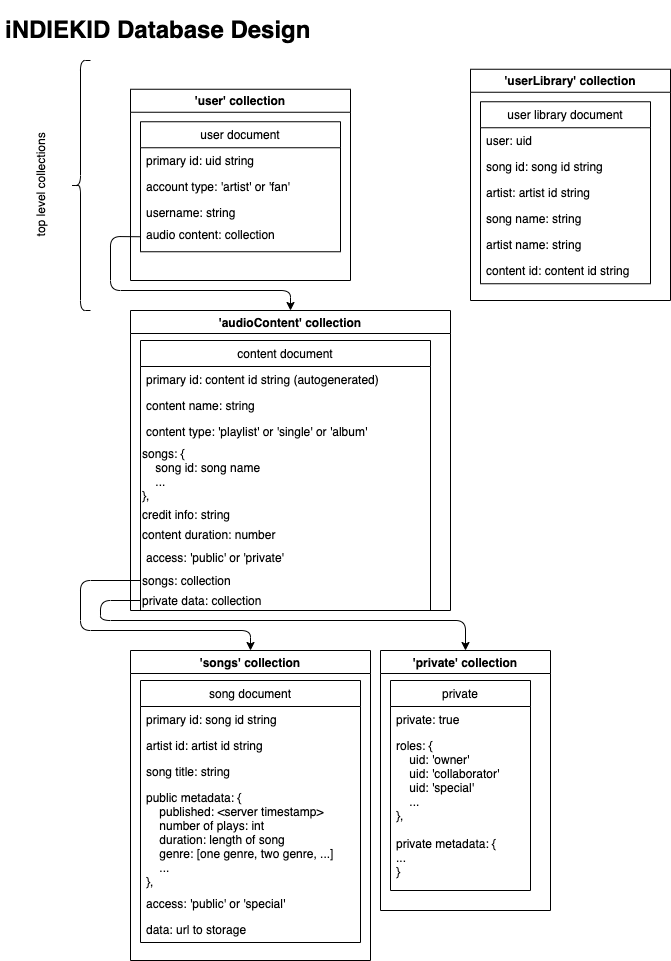 iNDIEKID Database Design
top level collections
'user' collection
user document
primary id: uid string
account type: 'artist' or 'fan'
username: string
audio content: collection
'userLibrary' collection
user library document
user: uid
song id: song id string
artist: artist id string
song name: string
artist name: string
content id: content id string
'audioContent' collection
content document
primary id: content id string (autogenerated)
content name: string
content type: 'playlist' or 'single' or 'album'
songs: {
song id: song name
...
},
credit info: string
content duration: number
access: 'public' or 'private'
songs: collection
private data: collection
'songs' collection
song document
primary id: song id string
artist id: artist id string
song title: string
public metadata: {
published: <server timestamp>
number of plays: int
duration: length of song
genre: [one genre, two genre, ...]
...
},
access: 'public' or 'special'
data: url to storage
'private' collection
private
private: true
roles: {
uid: 'owner'
uid: 'collaborator'
uid: 'special'
...
},
private metadata: {
...
}